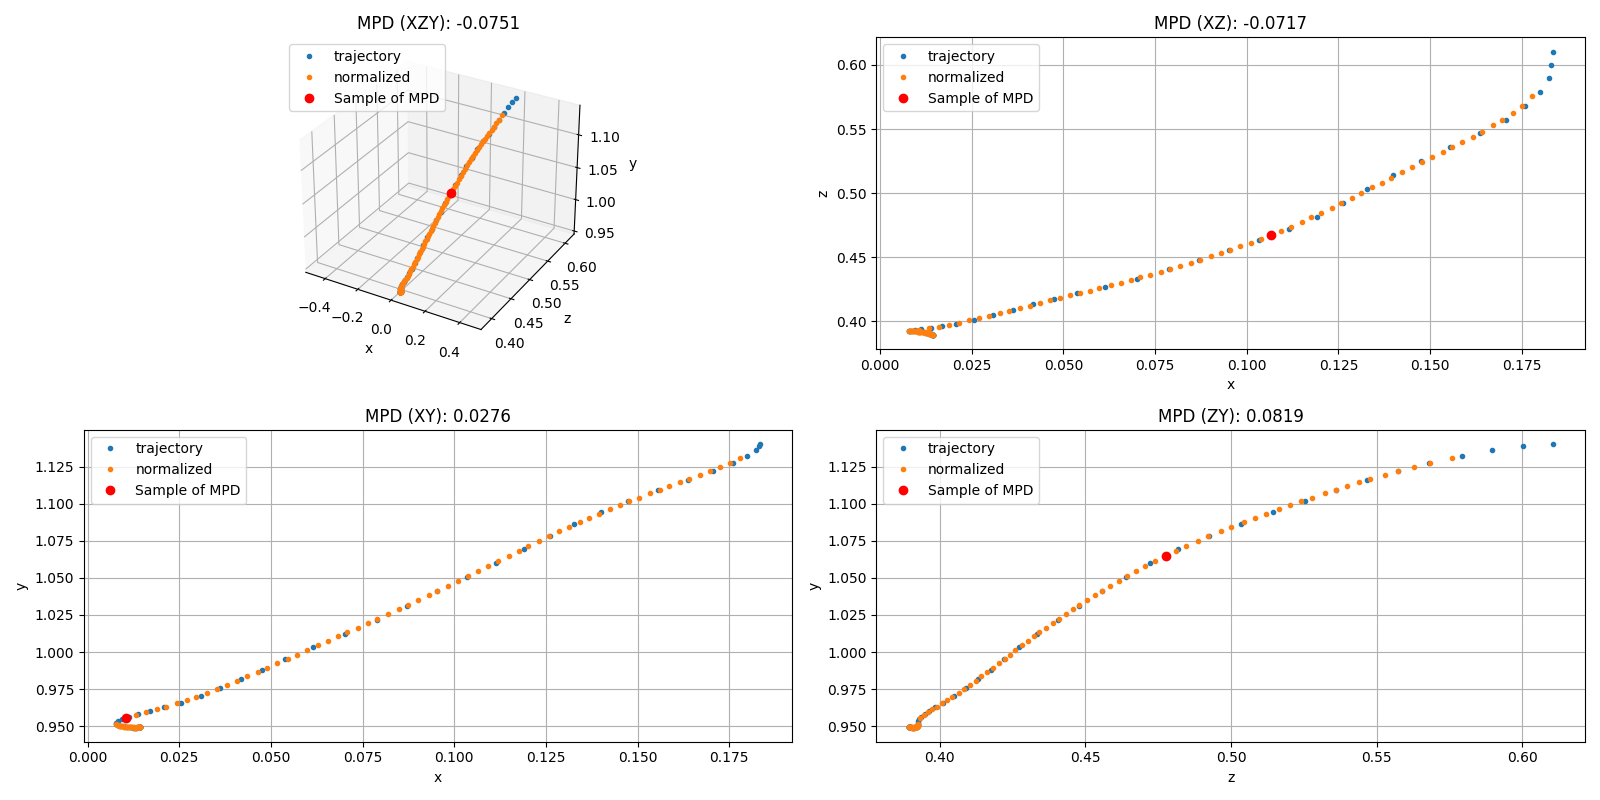 MPD (XZY): -0.0751
trajectory
normalized
Sample of MPD
1.10
1.05
1.00
0.95
y
0.60
0.55
0.50
0.45
0.40
z
−0.4
−0.2
0.0
0.2
0.4
x
MPD (XZ): -0.0717
trajectory
normalized
Sample of MPD
0.60
0.55
0.50
0.45
0.40
z
0.000
0.025
0.050
0.075
0.100
0.125
0.150
0.175
x
MPD (XY): 0.0276
trajectory
normalized
Sample of MPD
1.125
1.100
1.075
1.050
1.025
1.000
0.975
0.950
y
0.000
0.025
0.050
0.075
0.100
0.125
0.150
0.175
x
MPD (ZY): 0.0819
trajectory
normalized
Sample of MPD
1.125
1.100
1.075
1.050
1.025
1.000
0.975
0.950
y
0.40
0.45
0.50
0.55
0.60
z